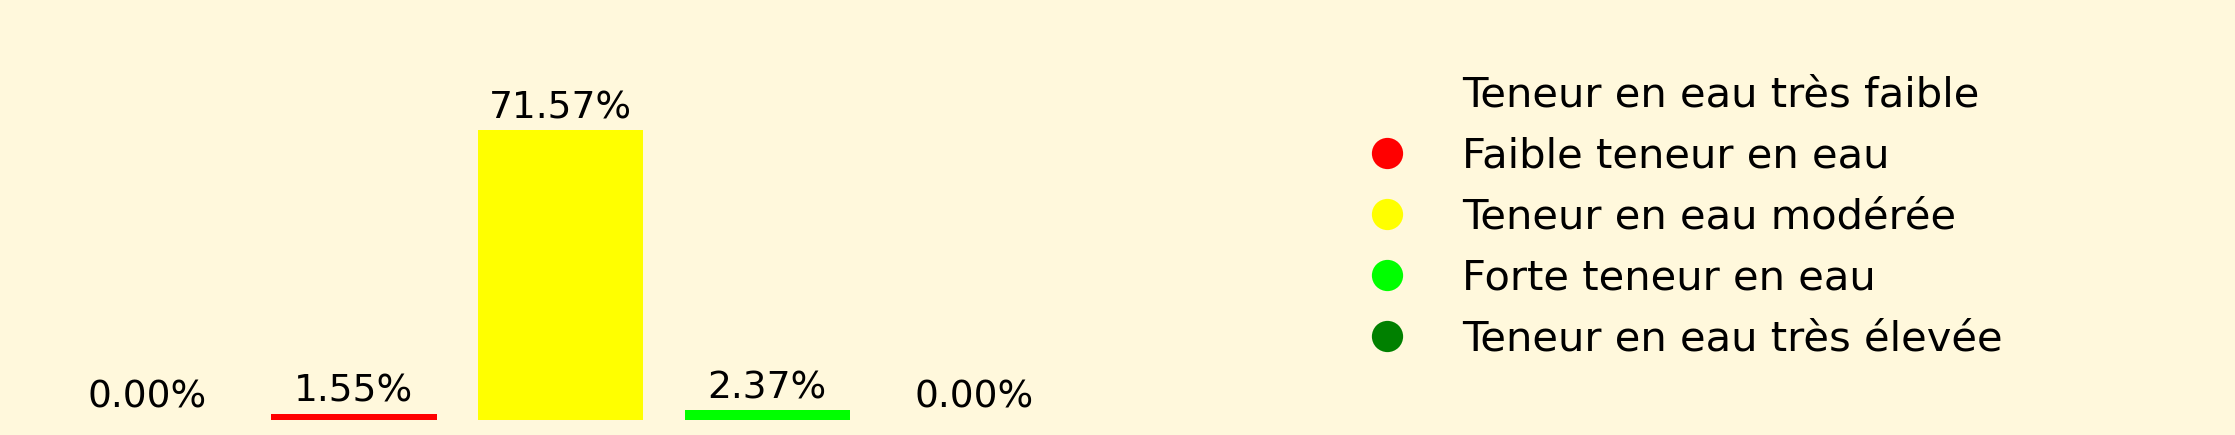 71.57%
0.00%
1.55%
2.37%
0.00%
Teneur en eau très faible
Faible teneur en eau
Teneur en eau modérée
Forte teneur en eau
Teneur en eau très élevée